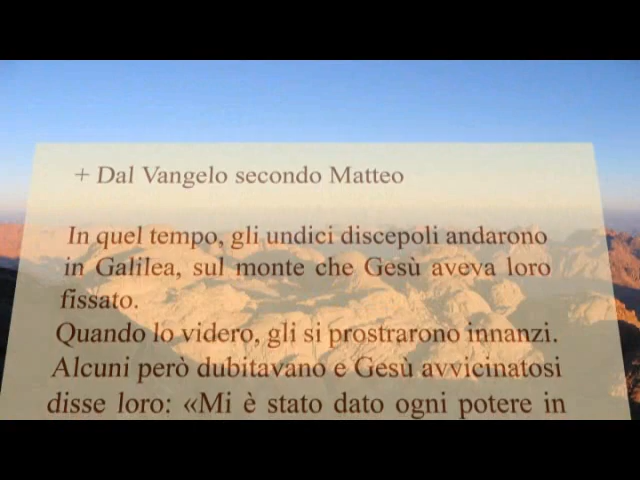 + Dal Vangelo secondo Matteo
In quel tempo, gli undici discepoli andarono
in Galilea, sul monte che Gesù aveva loro
fissato.
Quando lo videro, gli si prostrarono innanzi.
Alcuni però dubitavano e Gesù avvicinatosi
disse loro: «Mi è stato dato ogni potere in